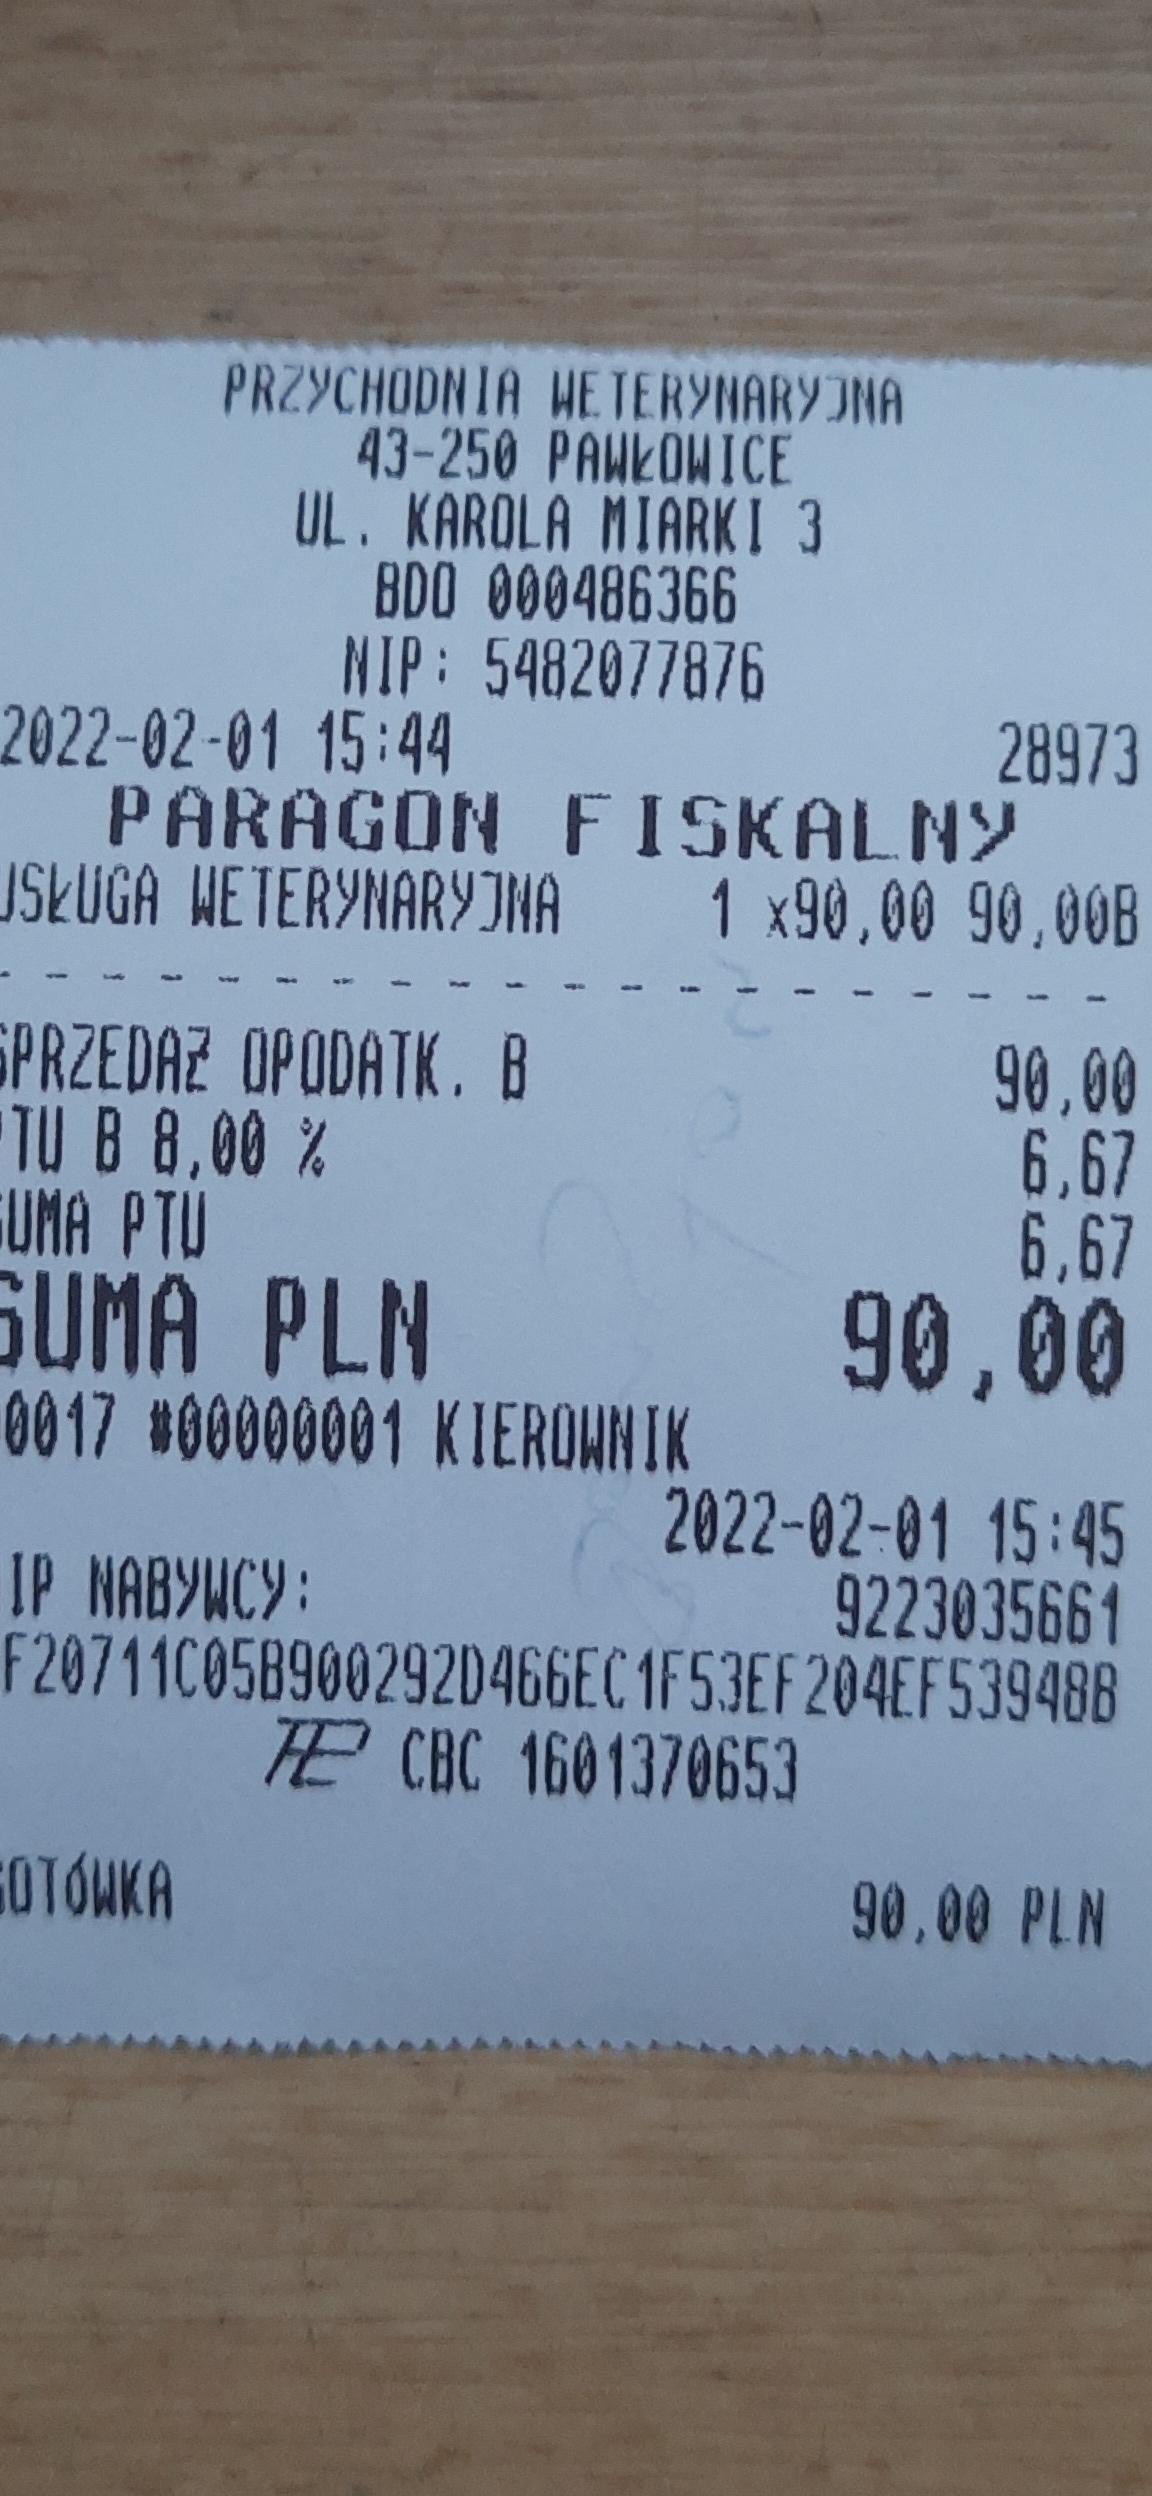 PRZYCHODNIA WETERYNARYJNA
43-250 PAWŁOWICE
UL. KAROLA MIARKI 3
BDO 000486366
NIP: 5482077876
2022-02-01 15:44 28973
PARAGON FISKALNY
USŁUGA WETERYNARYJNA 1 x90,00 90,00B
SPRZEDAŻ OPODATK. B 90,00
PTU B 8,00 % 6,67
SUMA PTU 6,67
SUMA PLN 90,00
0017 #00000001 KIEROWNIK
2022-02-01 15:45
IP NABYWCY: 9223035661
F20711C05B900292D466EC1F53EF204EF53948B
CBC 1601370653
GOTÓWKA 90,00 PLN